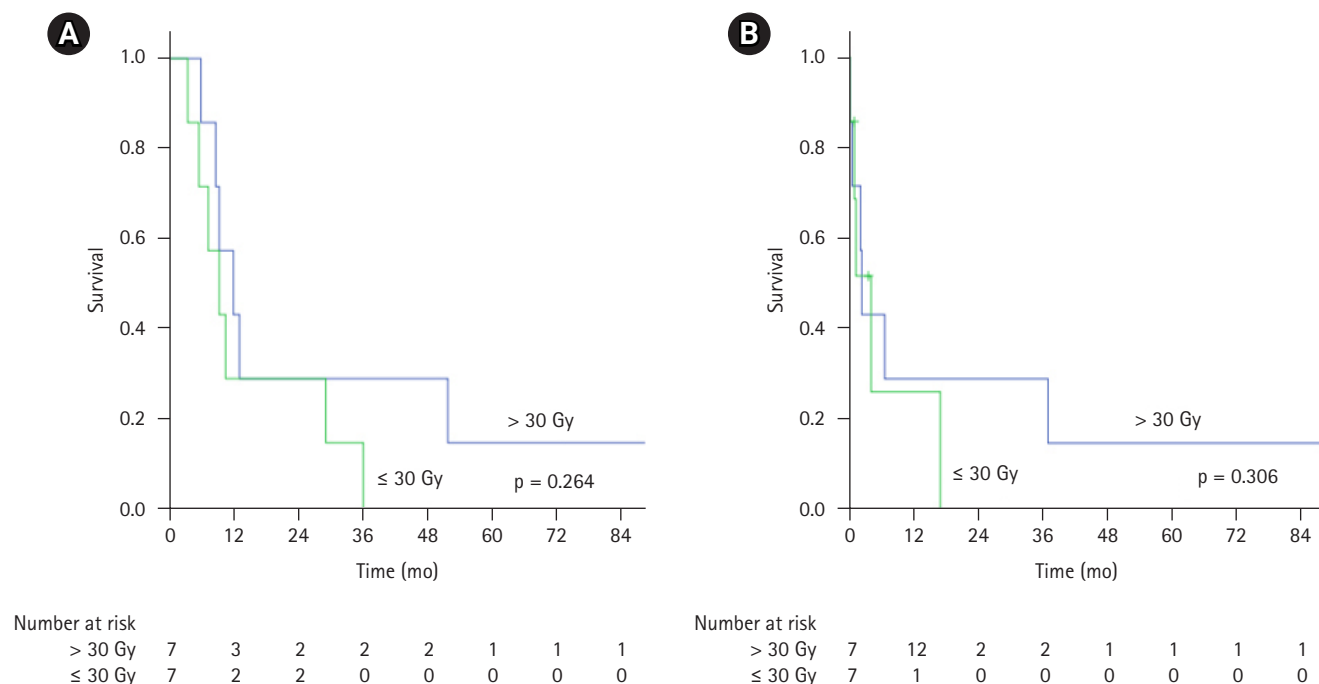 A
1.0
0.8
0.6
0.4
0.2
0.0
Survival
> 30 Gy
≤ 30 Gy
p = 0.264
0 12 24 36 48 60 72 84
Time (mo)
Number at risk
> 30 Gy 7 3 2 2 2 1 1 1
≤ 30 Gy 7 2 2 0 0 0 0 0
B
1.0
0.8
0.6
0.4
0.2
0.0
Survival
> 30 Gy
≤ 30 Gy
p = 0.306
0 12 24 36 48 60 72 84
Time (mo)
Number at risk
> 30 Gy 7 12 2 2 1 1 1 1
≤ 30 Gy 7 1 0 0 0 0 0 0